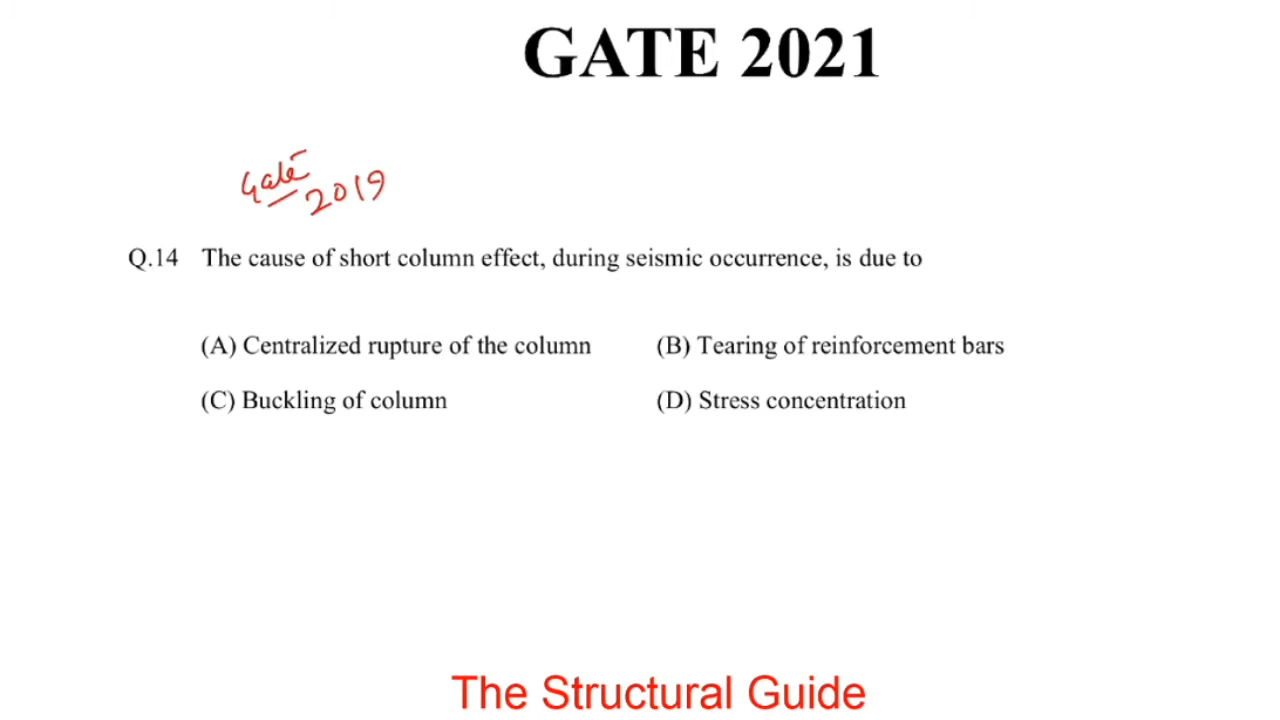 GATE 2021
Gate
2019
Q.14 The cause of short column effect, during seismic occurrence, is due to
(A) Centralized rupture of the column (B) Tearing of reinforcement bars
(C) Buckling of column (D) Stress concentration
The Structural Guide